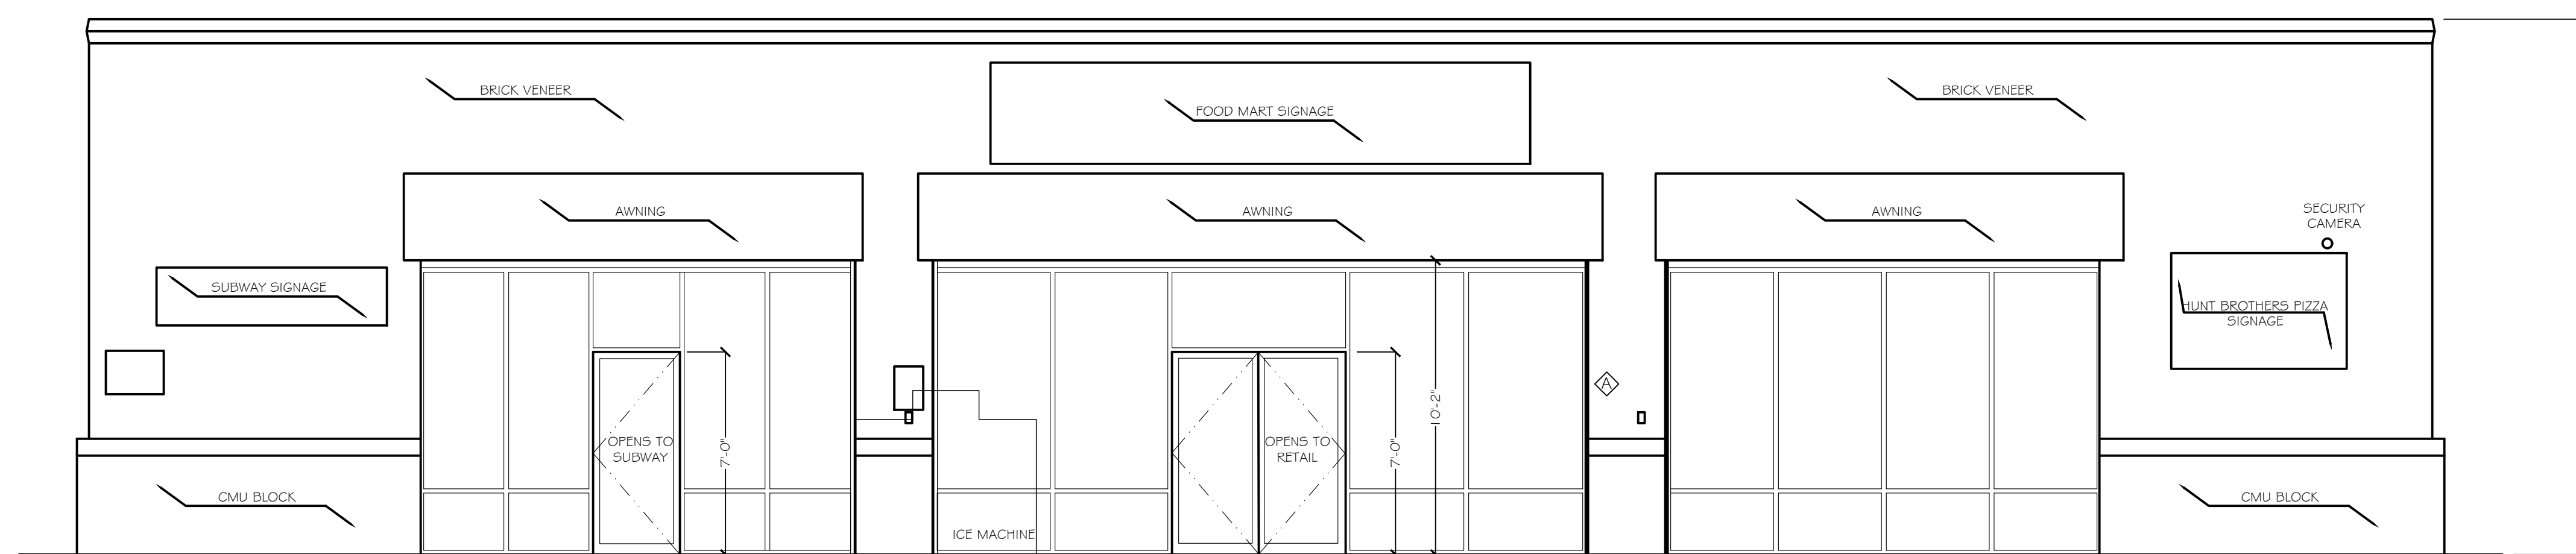 BRICK VENEER
FOOD MART SIGNAGE
BRICK VENEER
AWNING
AWNING
AWNING
SECURITY
CAMERA
SUBWAY SIGNAGE
HUNT BROTHERS PIZZA
SIGNAGE
A
10'-2"
OPENS TO
SUBWAY
7'-0"
OPENS TO
RETAIL
7'-0"
CMU BLOCK
CMU BLOCK
ICE MACHINE